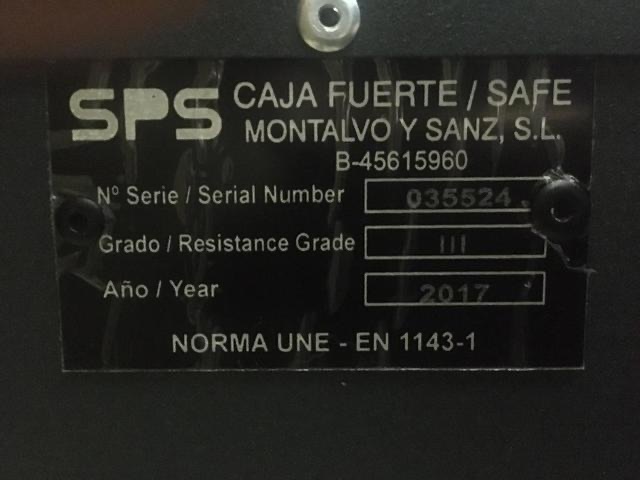 SPS CAJA FUERTE / SAFE
MONTALVO Y SANZ, S.L.
B-45615960
Nº Serie / Serial Number 035524
Grado / Resistance Grade III
Año / Year 2017
NORMA UNE - EN 1143-1